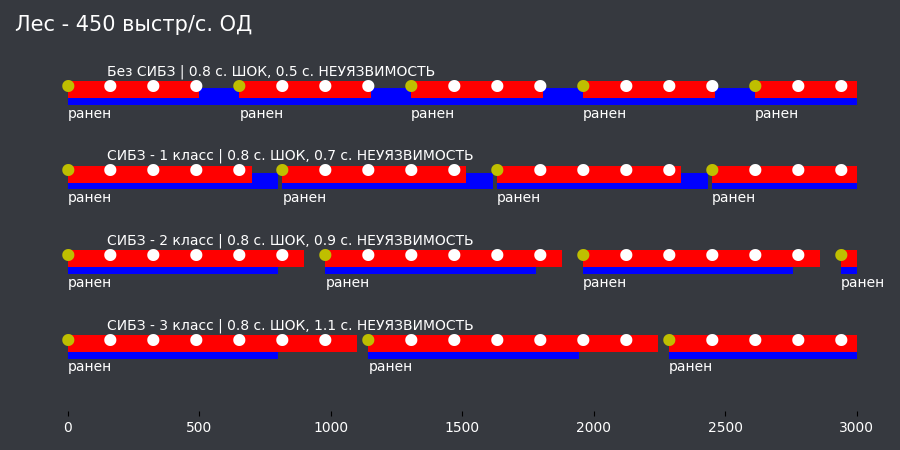 Лес - 450 выстр/с. ОД
Без СИБЗ | 0.8 с. ШОК, 0.5 с. НЕУЯЗВИМОСТЬ
ранен ранен ранен ранен ранен
СИБЗ - 1 класс | 0.8 с. ШОК, 0.7 с. НЕУЯЗВИМОСТЬ
ранен ранен ранен ранен
СИБЗ - 2 класс | 0.8 с. ШОК, 0.9 с. НЕУЯЗВИМОСТЬ
ранен ранен ранен ранен
СИБЗ - 3 класс | 0.8 с. ШОК, 1.1 с. НЕУЯЗВИМОСТЬ
ранен ранен ранен
0 500 1000 1500 2000 2500 3000